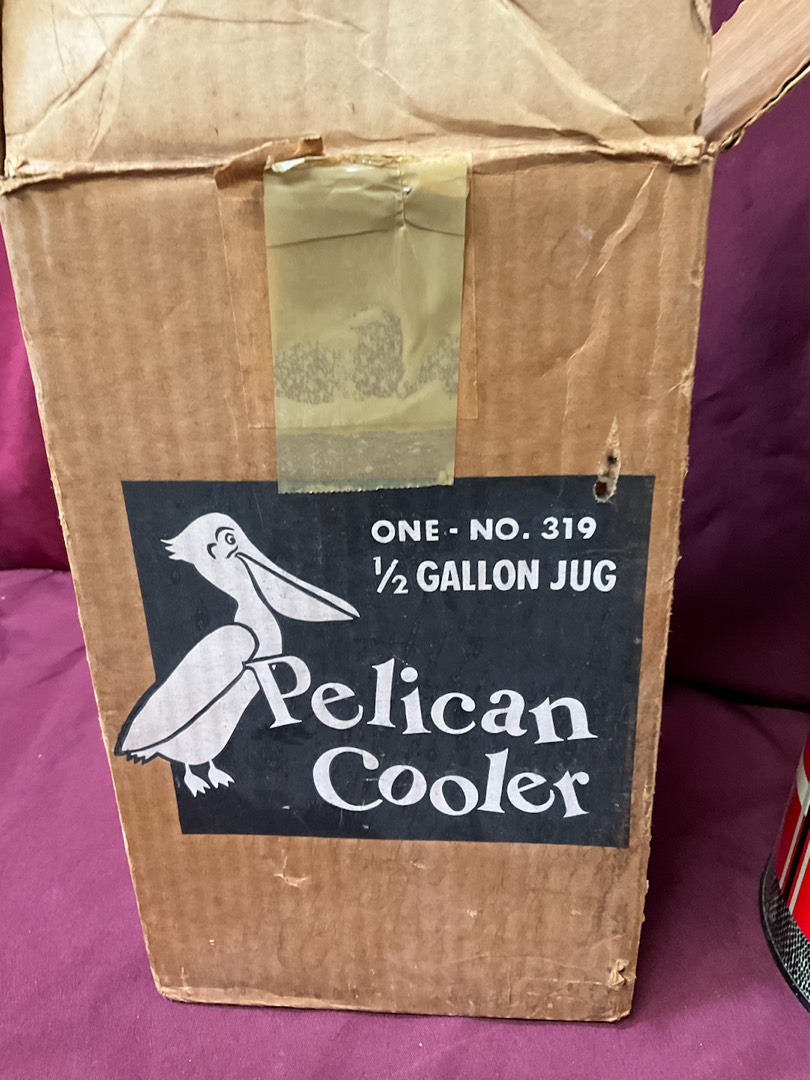 ONE - NO. 319
1/2 GALLON JUG
Pelican
Cooler